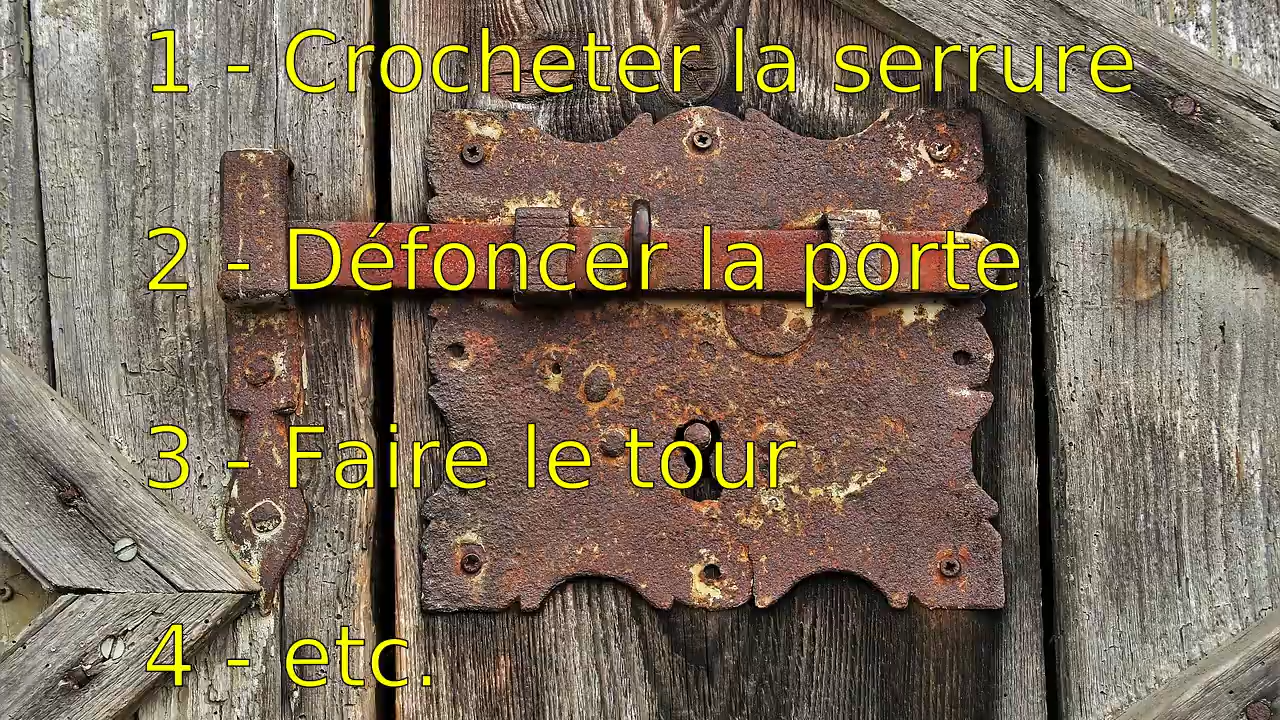 1 - Crocheter la serrure
2 - Défoncer la porte
3 - Faire le tour
4 - etc.